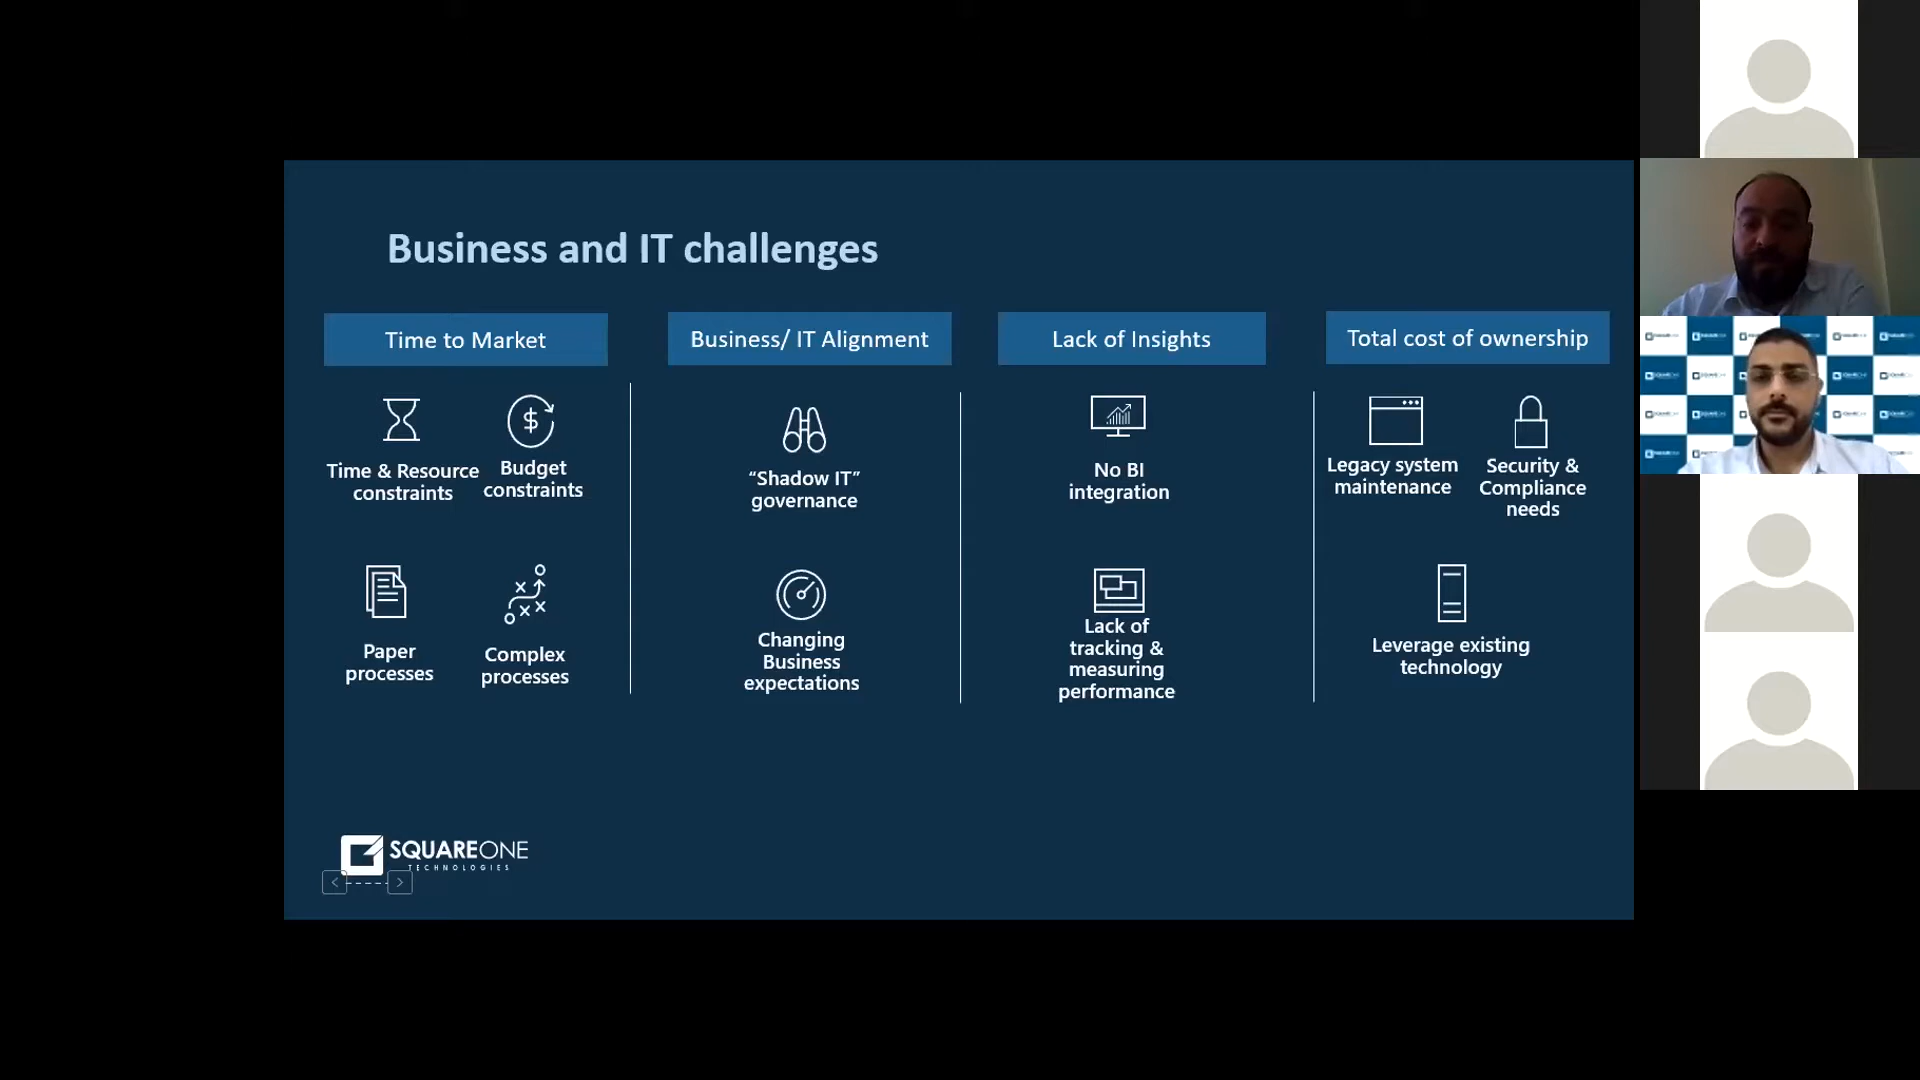 Business and IT challenges
Time to Market
Business/ IT Alignment
Lack of Insights
Total cost of ownership
Time & Resource
constraints
Budget
constraints
Paper
processes
Complex
processes
“Shadow IT”
governance
Changing
Business
expectations
No BI
integration
Lack of
tracking &
measuring
performance
Legacy system
maintenance
Security &
Compliance
needs
Leverage existing
technology
SQUAREONE
TECHNOLOGIES